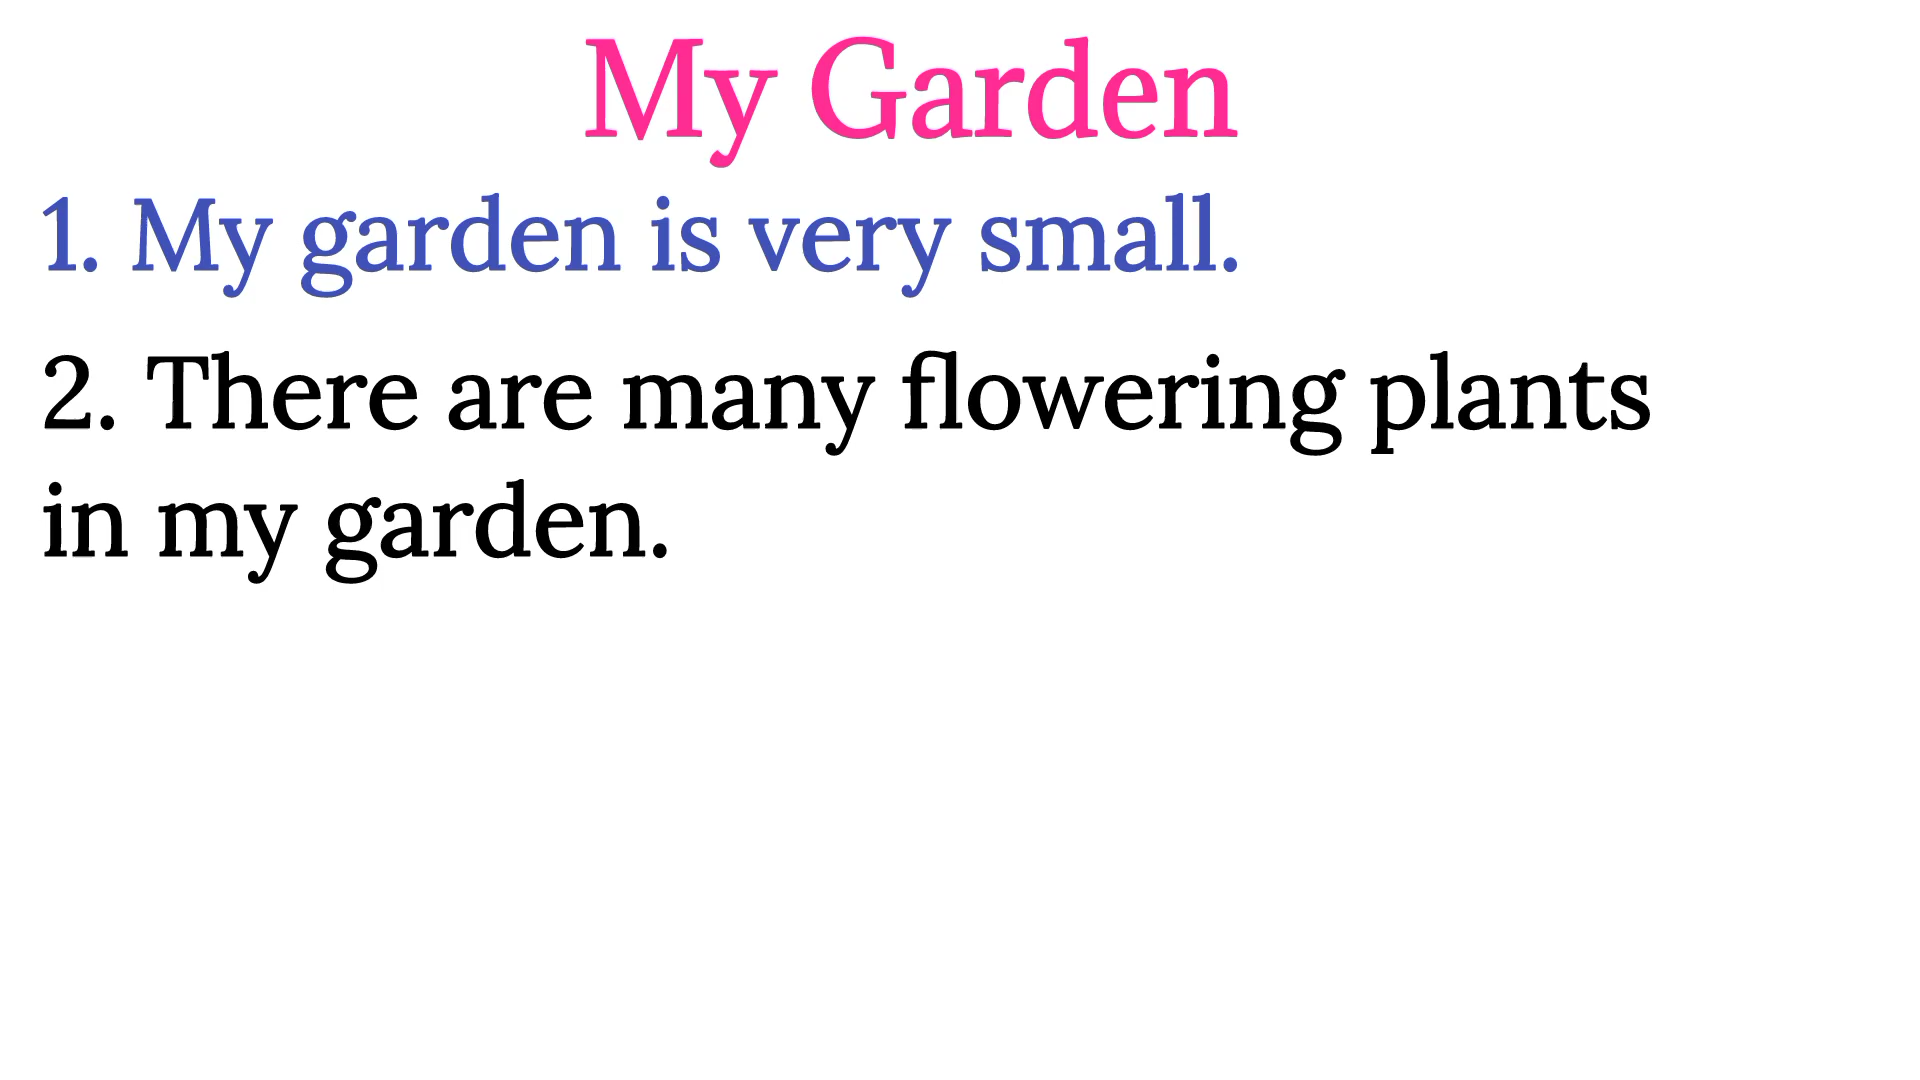 My Garden
1. My garden is very small.
2. There are many flowering plants
in my garden.